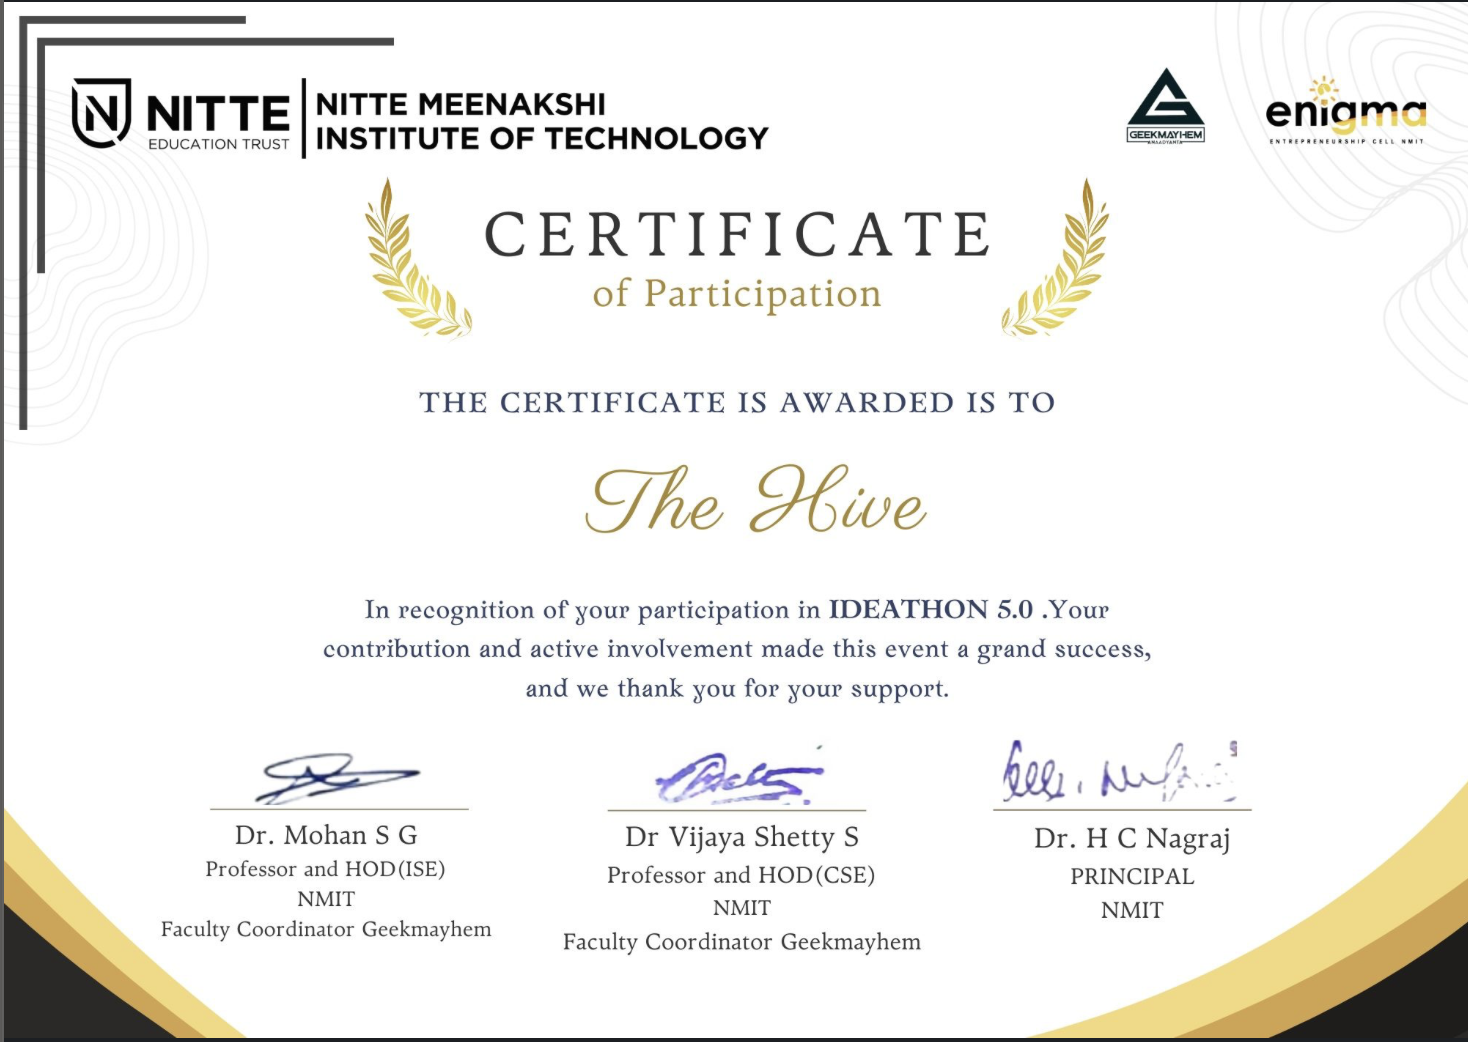 N NITTE
EDUCATION TRUST
NITTE MEENAKSHI
INSTITUTE OF TECHNOLOGY
GEEKMAYHEM
ANAADYANTA
enigma
ENTREPRENEURSHIP CELL NMIT
CERTIFICATE
of Participation
THE CERTIFICATE IS AWARDED IS TO
The Hive
In recognition of your participation in IDEATHON 5.0 .Your
contribution and active involvement made this event a grand success,
and we thank you for your support.
Dr. Mohan S G
Professor and HOD(ISE)
NMIT
Faculty Coordinator Geekmayhem
Dr Vijaya Shetty S
Professor and HOD(CSE)
NMIT
Faculty Coordinator Geekmayhem
Dr. H C Nagraj
PRINCIPAL
NMIT